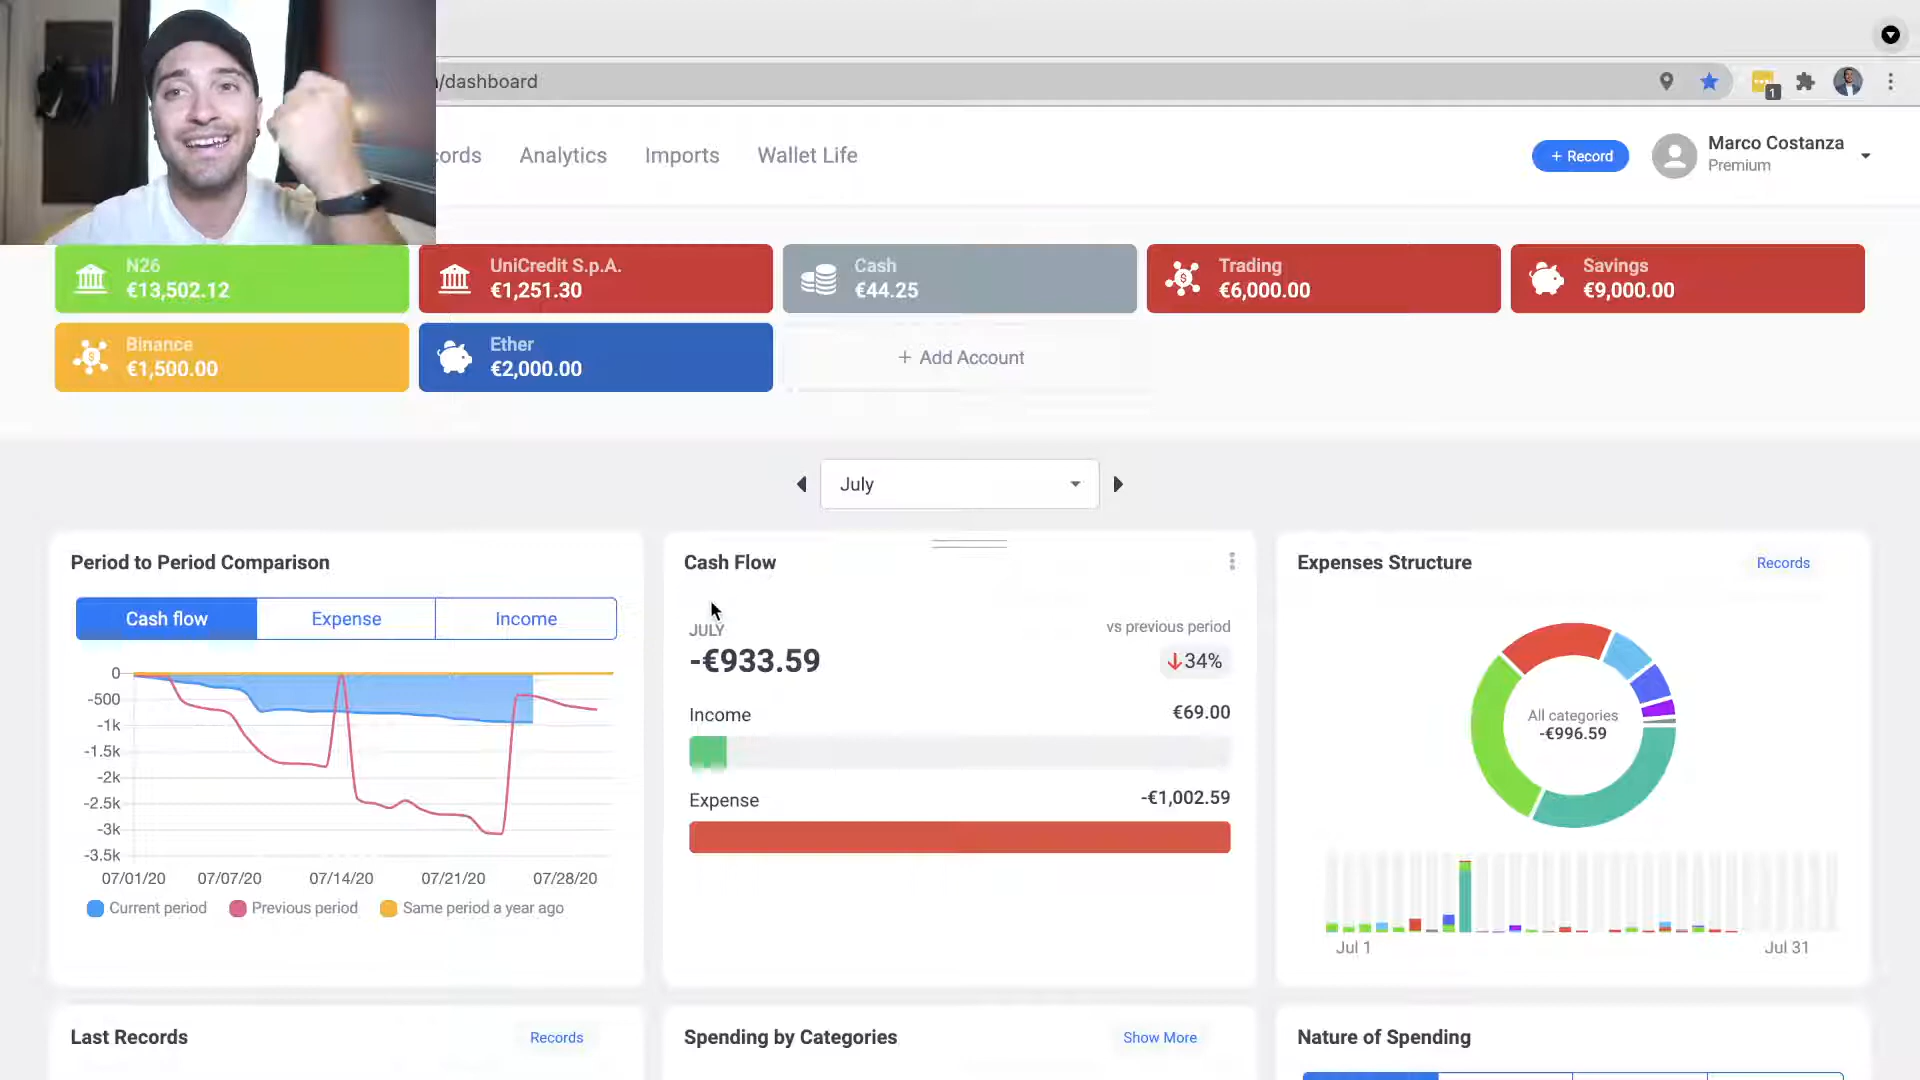 /dashboard
1
ords
Analytics
Imports
Wallet Life
+ Record
Marco Costanza
Premium
N26
€13,502.12
UniCredit S.p.A.
€1,251.30
Cash
€44.25
Trading
€6,000.00
Savings
€9,000.00
Binance
€1,500.00
Ether
€2,000.00
+ Add Account
July
Period to Period Comparison
Cash flow
Expense
Income
0
-500
-1k
-1.5k
-2k
-2.5k
-3k
-3.5k
07/01/20
07/07/20
07/14/20
07/21/20
07/28/20
Current period
Previous period
Same period a year ago
Cash Flow
JULY
vs previous period
-€933.59
34%
Income
€69.00
Expense
-€1,002.59
Expenses Structure
Records
All categories
-€996.59
Jul 1
Jul 31
Last Records
Records
Spending by Categories
Show More
Nature of Spending